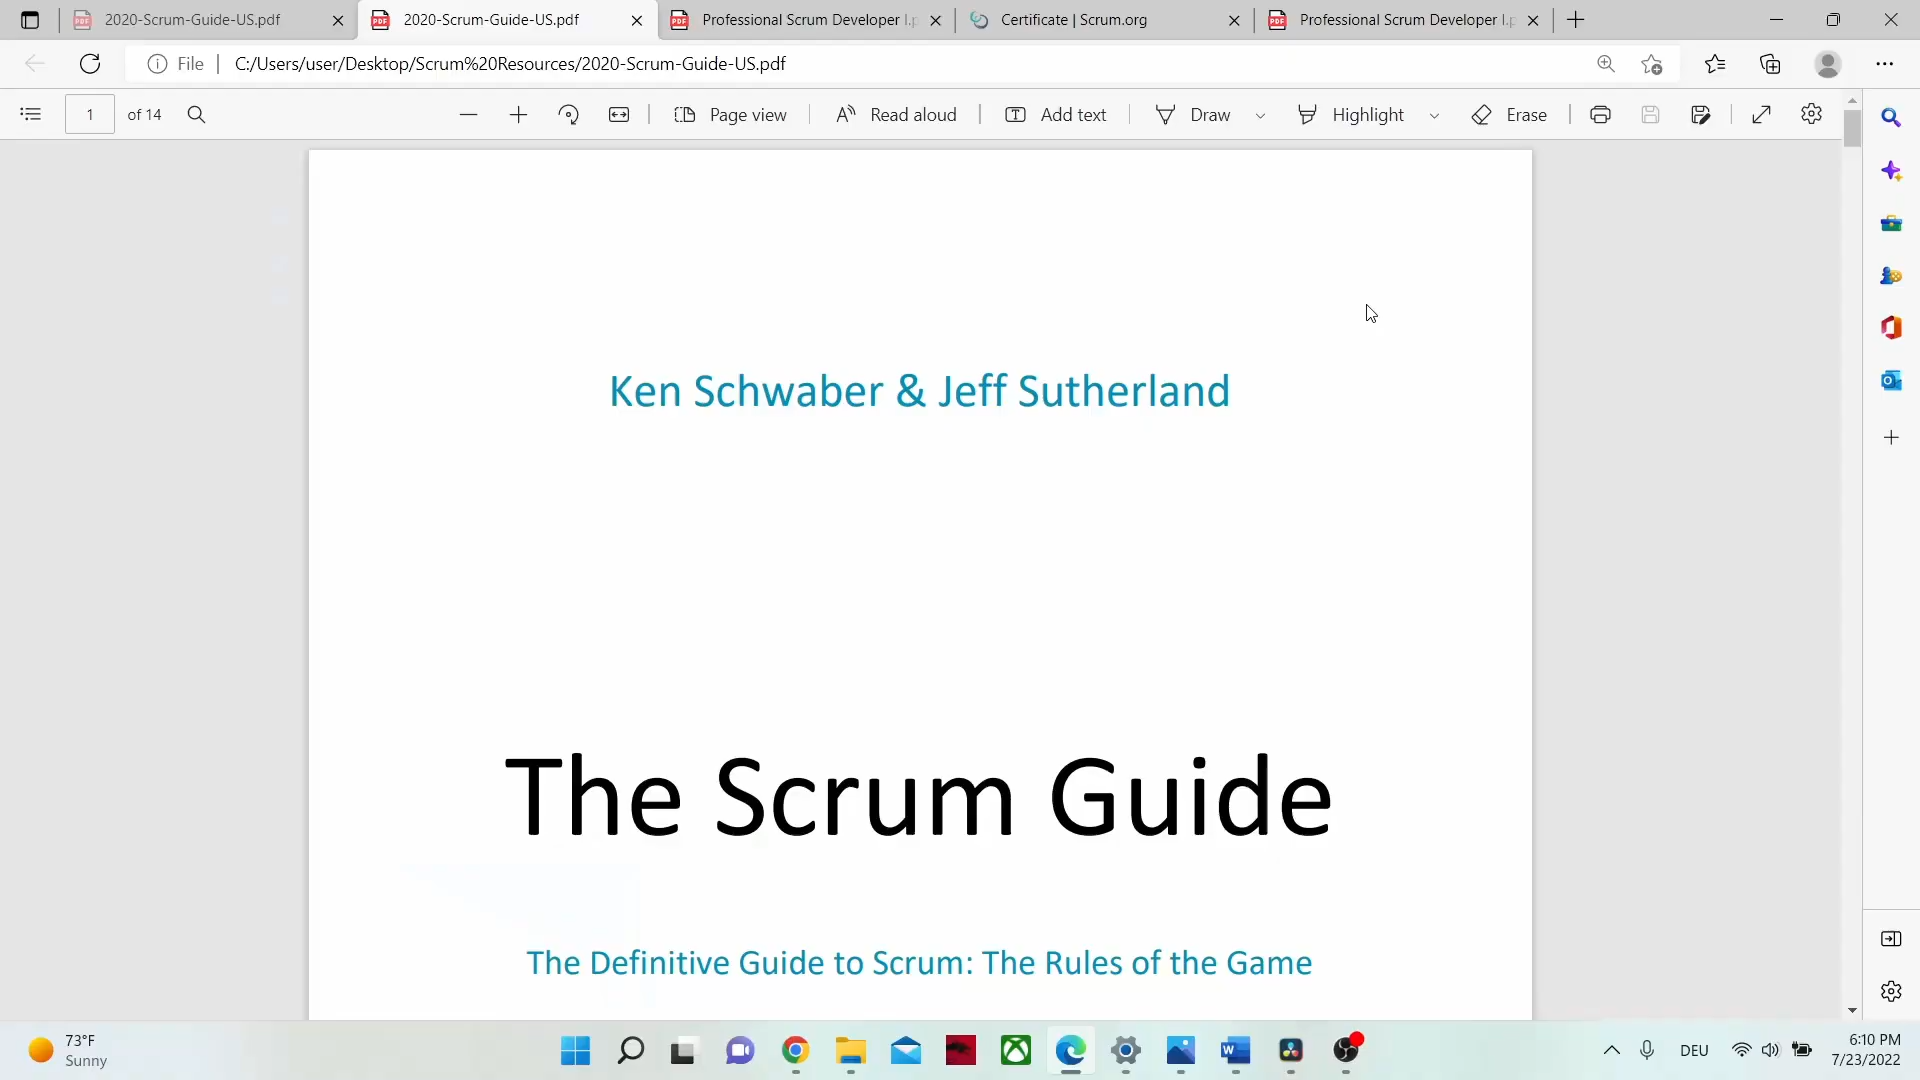 2020-Scrum-Guide-US.pdf
2020-Scrum-Guide-US.pdf
Professional Scrum Developer I.p
Certificate | Scrum.org
Professional Scrum Developer I.p
File
C:/Users/user/Desktop/Scrum%20Resources/2020-Scrum-Guide-US.pdf
1 of 14
Page view
Read aloud
Add text
Draw
Highlight
Erase
Ken Schwaber & Jeff Sutherland
The Scrum Guide
The Definitive Guide to Scrum: The Rules of the Game
73°F
Sunny
DEU
6:10 PM
7/23/2022